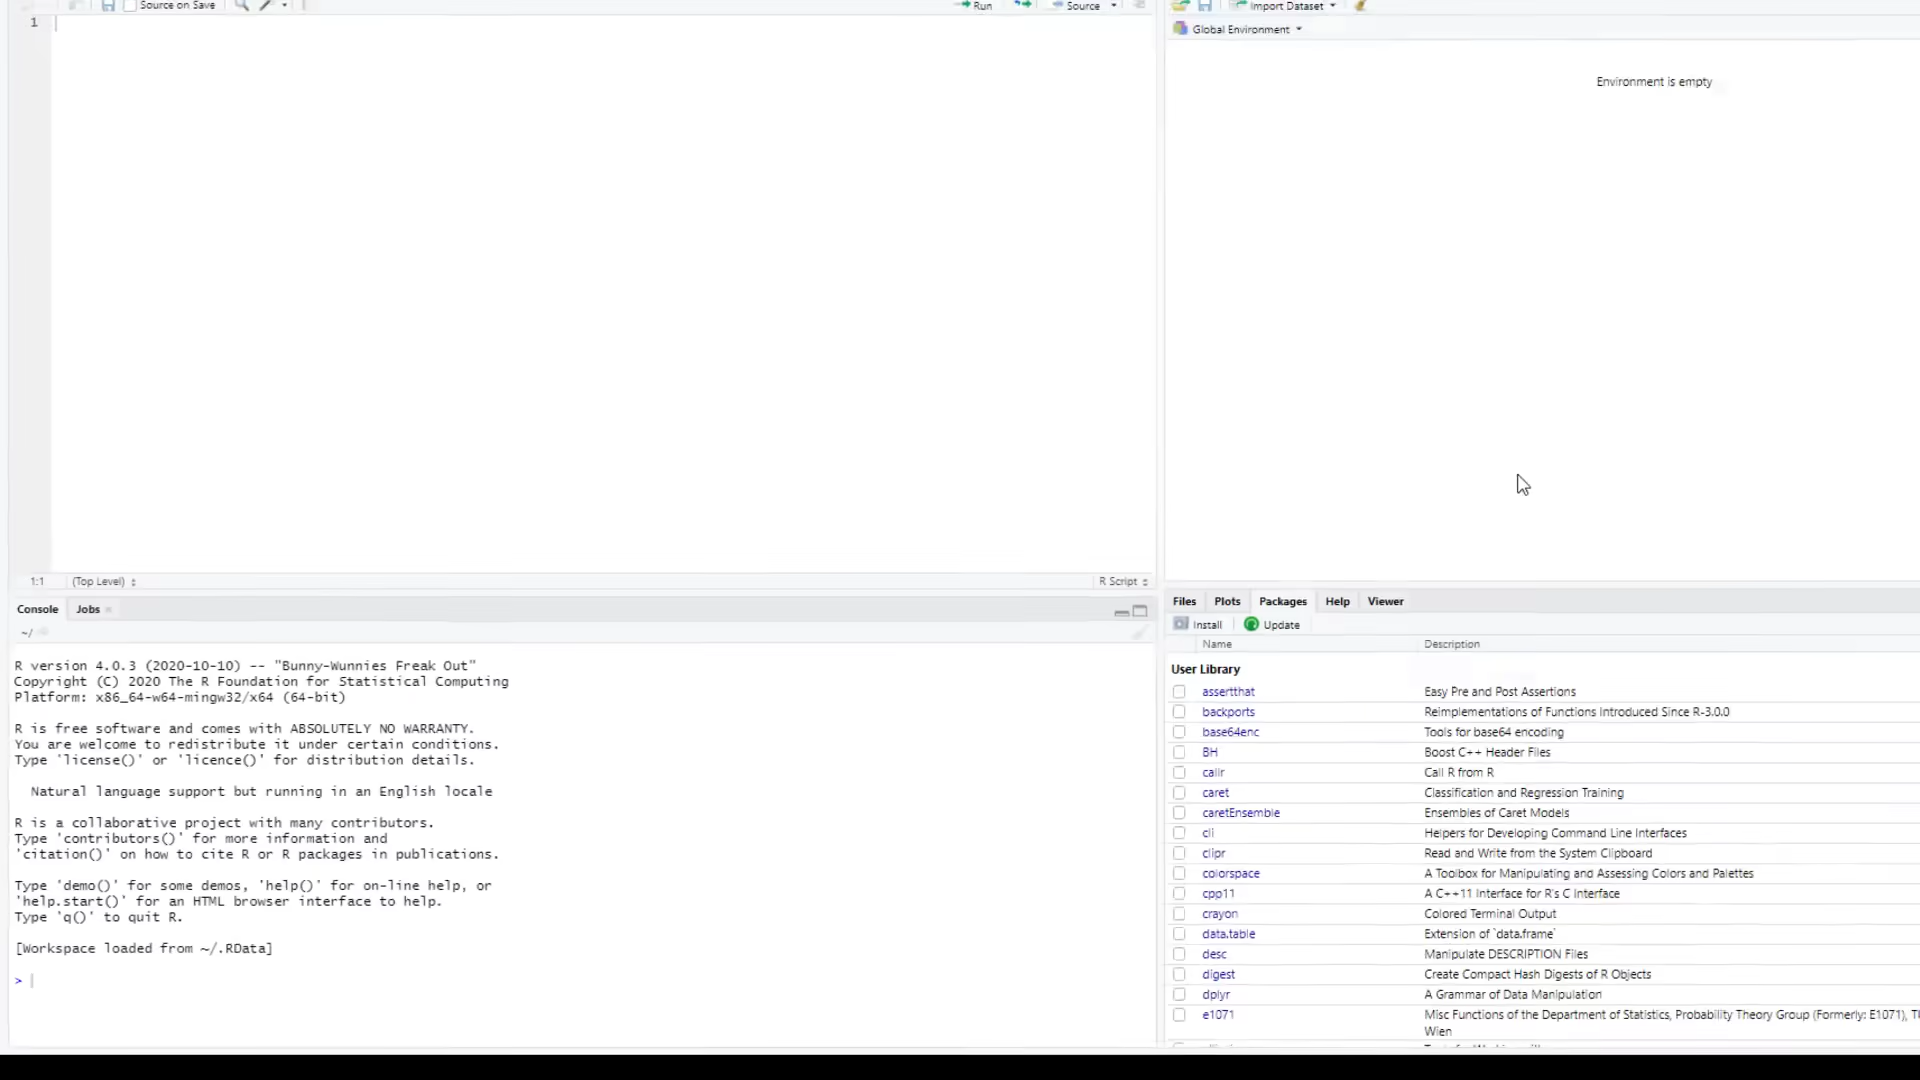 Source on Save
Run
Source
1
1:1
(Top Level)
R Script
Console
Jobs
~/
R version 4.0.3 (2020-10-10) -- "Bunny-Wunnies Freak Out"
Copyright (C) 2020 The R Foundation for Statistical Computing
Platform: x86_64-w64-mingw32/x64 (64-bit)
R is free software and comes with ABSOLUTELY NO WARRANTY.
You are welcome to redistribute it under certain conditions.
Type 'license()' or 'licence()' for distribution details.
Natural language support but running in an English locale
R is a collaborative project with many contributors.
Type 'contributors()' for more information and
'citation()' on how to cite R or R packages in publications.
Type 'demo()' for some demos, 'help()' for on-line help, or
'help.start()' for an HTML browser interface to help.
Type 'q()' to quit R.
[Workspace loaded from ~/.RData]
>
Import Dataset
Global Environment
Environment is empty
Files
Plots
Packages
Help
Viewer
Install
Update
Name
Description
User Library
assertthat
Easy Pre and Post Assertions
backports
Reimplementations of Functions Introduced Since R-3.0.0
base64enc
Tools for base64 encoding
BH
Boost C++ Header Files
callr
Call R from R
caret
Classification and Regression Training
caretEnsemble
Ensembles of Caret Models
cli
Helpers for Developing Command Line Interfaces
clipr
Read and Write from the System Clipboard
colorspace
A Toolbox for Manipulating and Assessing Colors and Palettes
cpp11
A C++11 Interface for R's C Interface
crayon
Colored Terminal Output
data.table
Extension of `data.frame`
desc
Manipulate DESCRIPTION Files
digest
Create Compact Hash Digests of R Objects
dplyr
A Grammar of Data Manipulation
e1071
Misc Functions of the Department of Statistics, Probability Theory Group (Formerly: E1071),
Wien